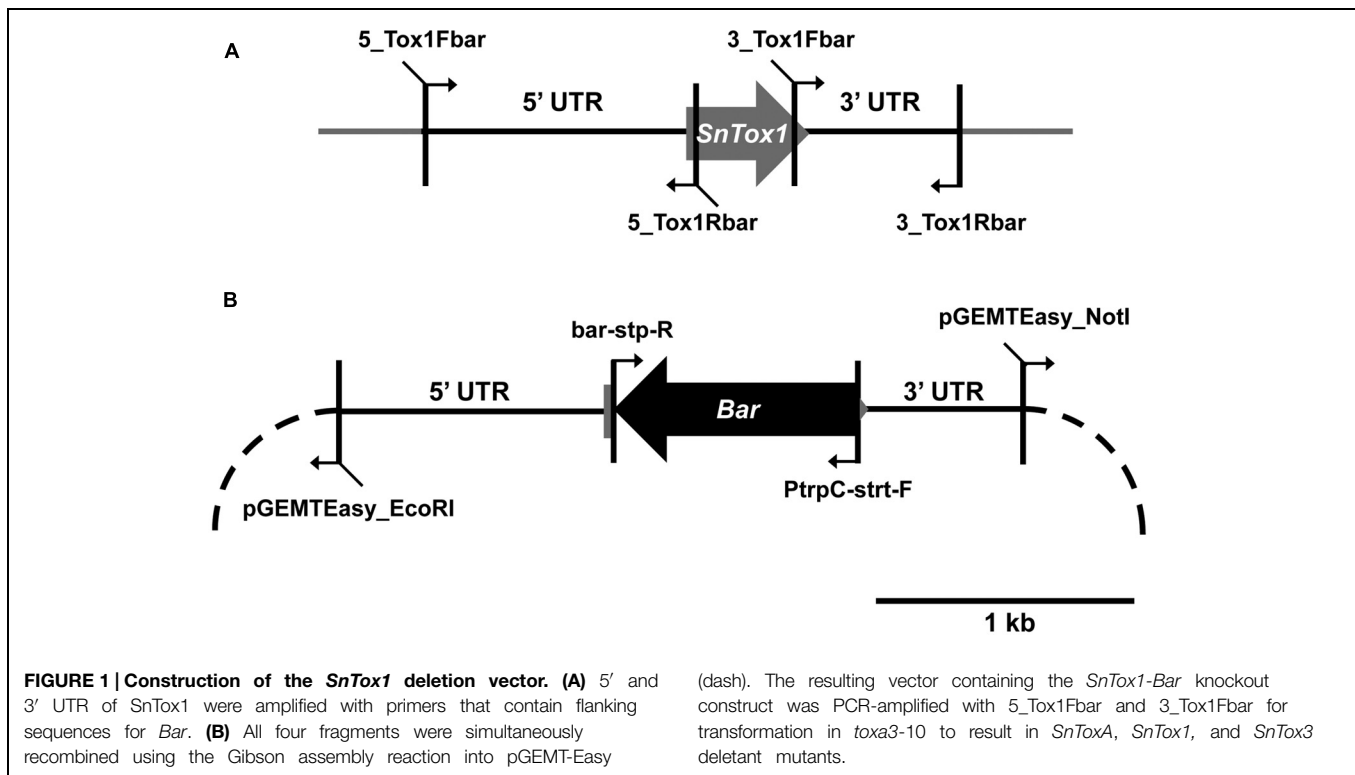 A
5_Tox1Fbar
3_Tox1Fbar
5' UTR
3' UTR
SnTox1
5_Tox1Rbar
3_Tox1Rbar
B
bar-stp-R
pGEMTEasy_NotI
5' UTR
Bar
3' UTR
pGEMTEasy_EcoRI
PtrpC-strt-F
1 kb
FIGURE 1 | Construction of the SnTox1 deletion vector. (A) 5′ and
3′ UTR of SnTox1 were amplified with primers that contain flanking
sequences for Bar. (B) All four fragments were simultaneously
recombined using the Gibson assembly reaction into pGEMT-Easy
(dash). The resulting vector containing the SnTox1-Bar knockout
construct was PCR-amplified with 5_Tox1Fbar and 3_Tox1Fbar for
transformation in toxa3-10 to result in SnToxA, SnTox1, and SnTox3
deletant mutants.